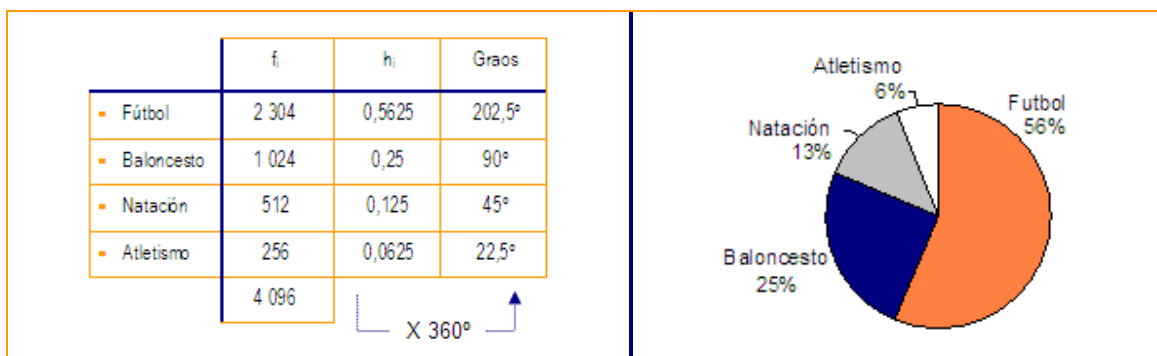 fi hi Graos
Fútbol 2 304 0,5625 202,5º
Baloncesto 1 024 0,25 90º
Natación 512 0,125 45º
Atletismo 256 0,0625 22,5º
4 096
X 360º
Atletismo
6%
Futbol
56%
Natación
13%
Baloncesto
25%